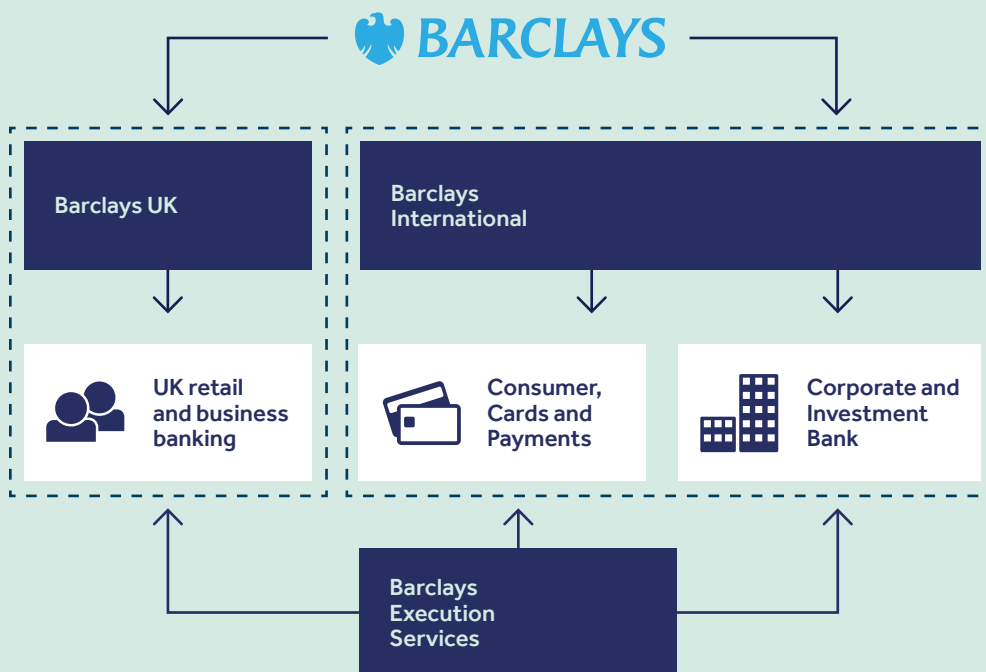 BARCLAYS
Barclays UK
Barclays
International
UK retail
and business
banking
Consumer,
Cards and
Payments
Corporate and
Investment
Bank
Barclays
Execution
Services